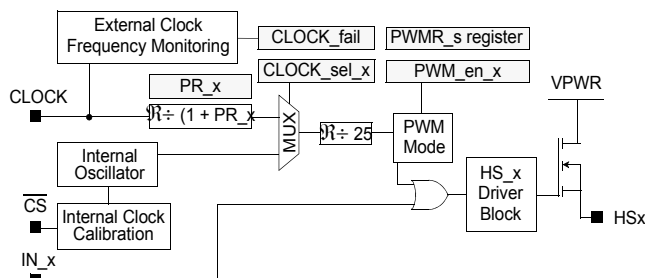 External Clock
Frequency Monitoring
CLOCK_fail
PWMR_s register
PR_x
CLOCK_sel_x
PWM_en_x
CLOCK
ℜ÷ (1 + PR_x
MUX
ℜ÷ 25
PWM
Mode
VPWR
Internal
Oscillator
HS_x
Driver
Block
HSx
CS
Internal Clock
Calibration
IN_x